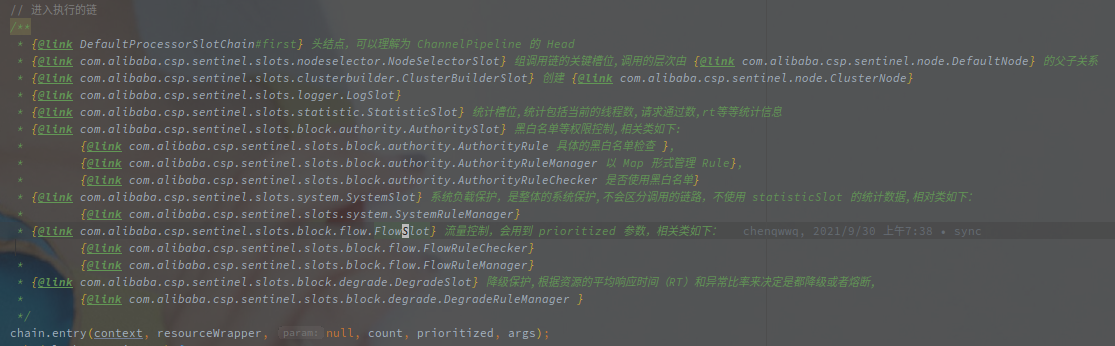 // 进入执行的链
/**
 * {@link DefaultProcessorSlotChain#first} 头结点，可以理解为 ChannelPipeline 的 Head
 * {@link com.alibaba.csp.sentinel.slots.nodeselector.NodeSelectorSlot} 组调用链的关键槽位,调用的层次由 {@link com.alibaba.csp.sentinel.node.DefaultNode} 的父子关系
 * {@link com.alibaba.csp.sentinel.slots.clusterbuilder.ClusterBuilderSlot} 创建 {@link com.alibaba.csp.sentinel.node.ClusterNode}
 * {@link com.alibaba.csp.sentinel.slots.logger.LogSlot}
 * {@link com.alibaba.csp.sentinel.slots.statistic.StatisticSlot} 统计槽位,统计包括当前的线程数,请求通过数,rt等等统计信息
 * {@link com.alibaba.csp.sentinel.slots.block.authority.AuthoritySlot} 黑白名单等权限控制,相关类如下:
 *       {@link com.alibaba.csp.sentinel.slots.block.authority.AuthorityRule 具体的黑白名单检查 },
 *       {@link com.alibaba.csp.sentinel.slots.block.authority.AuthorityRuleManager 以 Map 形式管理 Rule},
 *       {@link com.alibaba.csp.sentinel.slots.block.authority.AuthorityRuleChecker 是否使用黑白名单}
 * {@link com.alibaba.csp.sentinel.slots.system.SystemSlot} 系统负载保护，是整体的系统保护,不会区分调用的链路，不使用 statisticSlot 的统计数据,相对类如下：
 *       {@link com.alibaba.csp.sentinel.slots.system.SystemRuleManager}
 * {@link com.alibaba.csp.sentinel.slots.block.flow.FlowSlot} 流量控制，会用到 prioritized 参数，相关类如下： chenqwwq, 2021/9/30 上午7:38 • sync
 *       {@link com.alibaba.csp.sentinel.slots.block.flow.FlowRuleChecker}
 *       {@link com.alibaba.csp.sentinel.slots.block.flow.FlowRuleManager}
 * {@link com.alibaba.csp.sentinel.slots.block.degrade.DegradeSlot} 降级保护,根据资源的平均响应时间（RT）和异常比率来决定是都降级或者熔断,
 *       {@link com.alibaba.csp.sentinel.slots.block.degrade.DegradeRuleManager }
 */
chain.entry(context, resourceWrapper, param: null, count, prioritized, args);